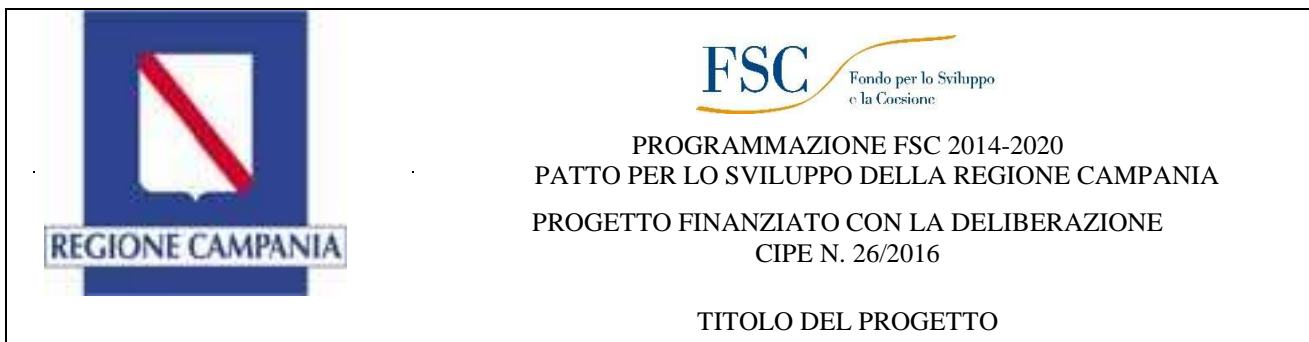 REGIONE CAMPANIA
FSC
Fondo per lo Sviluppo
e la Coesione
PROGRAMMAZIONE FSC 2014-2020
PATTO PER LO SVILUPPO DELLA REGIONE CAMPANIA
PROGETTO FINANZIATO CON LA DELIBERAZIONE
CIPE N. 26/2016
TITOLO DEL PROGETTO